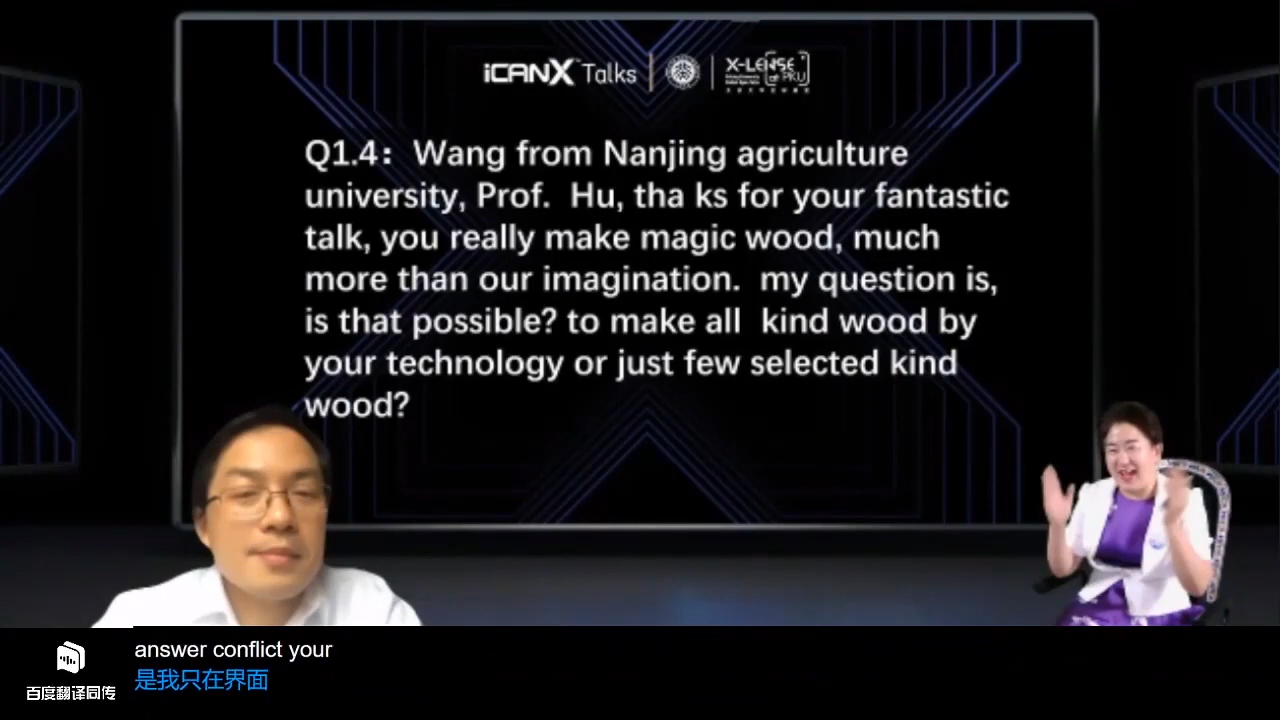 iCANX Talks
X-LENSE
@PKU
Q1.4： Wang from Nanjing agriculture
university, Prof. Hu, tha ks for your fantastic
talk, you really make magic wood, much
more than our imagination. my question is,
is that possible? to make all kind wood by
your technology or just few selected kind
wood?
answer conflict your
是我只在界面
百度翻译同传